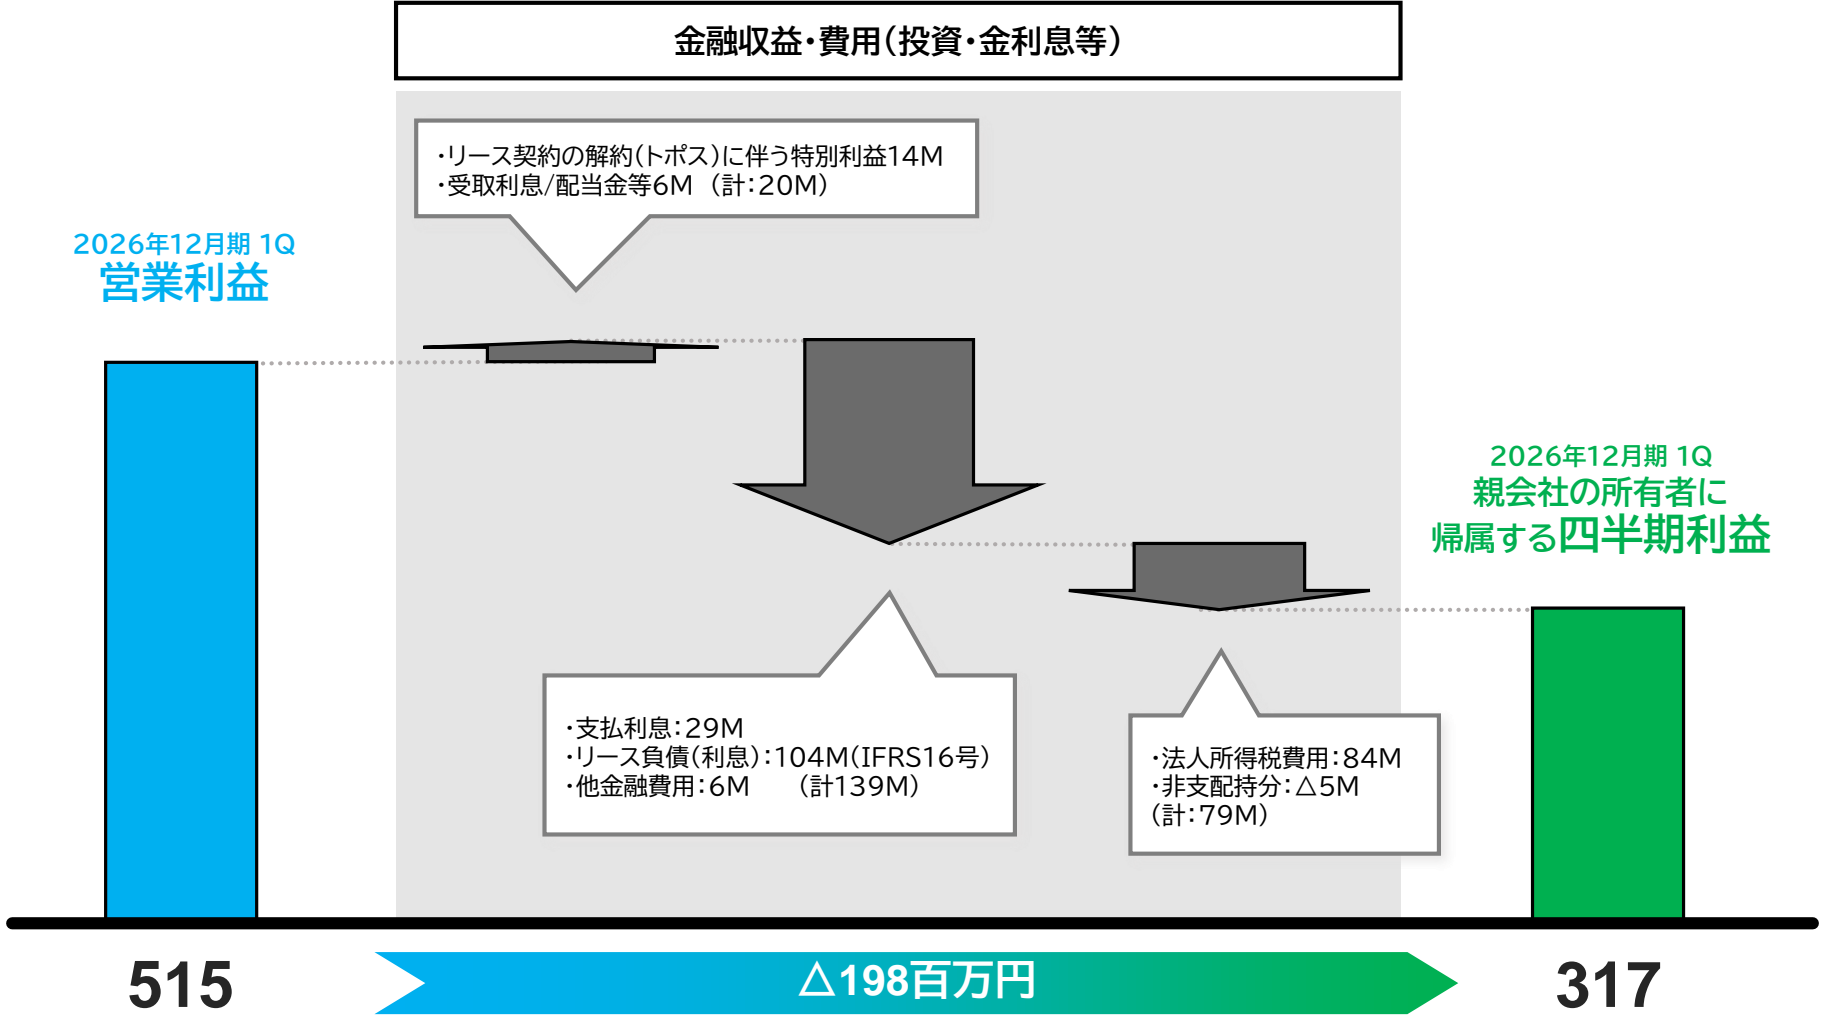 金融収益・費用（投資・金利息等）
・リース契約の解約（トポス）に伴う特別利益14M
・受取利息/配当金等6M （計：20M）
2026年12月期 1Q
営業利益
2026年12月期 1Q
親会社の所有者に
帰属する四半期利益
・支払利息：29M
・リース負債（利息）：104M（IFRS16号）
・他金融費用：6M （計139M）
・法人所得税費用：84M
・非支配持分：△5M
（計：79M）
515
△198百万円
317